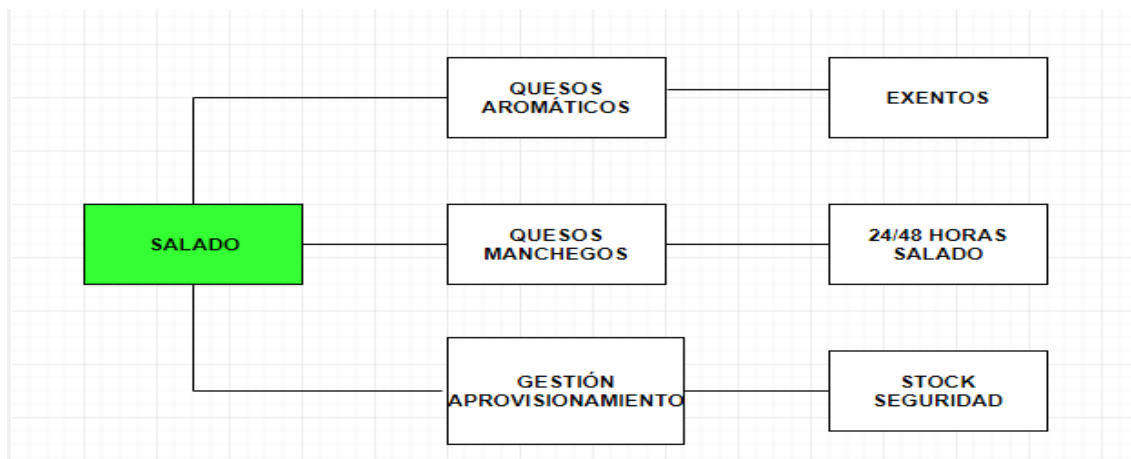 QUESOS
AROMÁTICOS
EXENTOS
SALADO
QUESOS
MANCHEGOS
24/48 HORAS
SALADO
GESTIÓN
APROVISIONAMIENTO
STOCK
SEGURIDAD